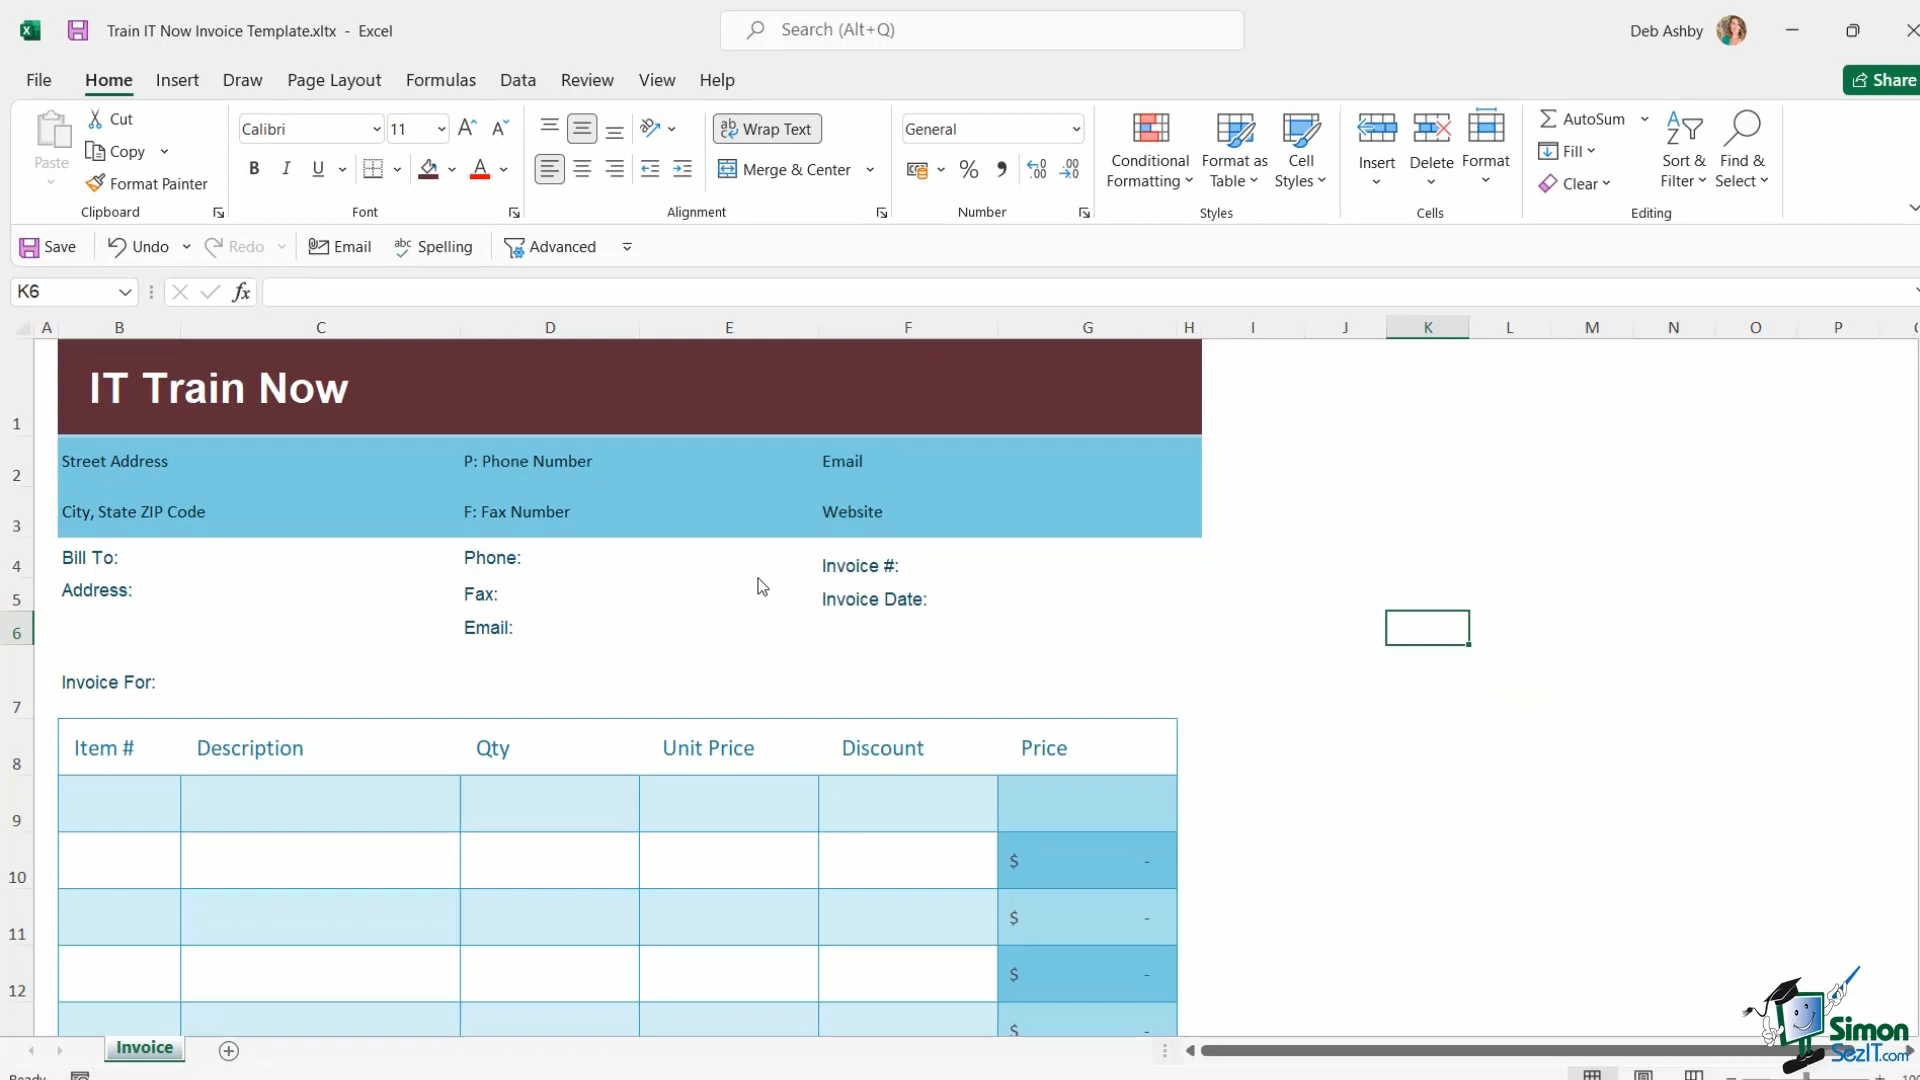 Train IT Now Invoice Template.xltx - Excel
Search (Alt+Q)
Deb Ashby
File Home Insert Draw Page Layout Formulas Data Review View Help
Share
Paste
Cut
Copy
Format Painter
Clipboard
Calibri 11
B I U
Font
Wrap Text
Merge & Center
Alignment
General
Number
Conditional Formatting
Format as Table
Cell Styles
Styles
Insert
Delete
Format
Cells
AutoSum
Fill
Clear
Sort & Filter
Find & Select
Editing
Save Undo Redo Email Spelling Advanced
K6
fx
A B C D E F G H I J K L M N O P
1 IT Train Now
2 Street Address P: Phone Number Email
3 City, State ZIP Code F: Fax Number Website
4 Bill To: Phone: Invoice #:
5 Address: Fax: Invoice Date:
6 Email:
7 Invoice For:
8 Item # Description Qty Unit Price Discount Price
9
10 $ -
11 $ -
12 $ -
$ -
Invoice
Simon
SezIT.com